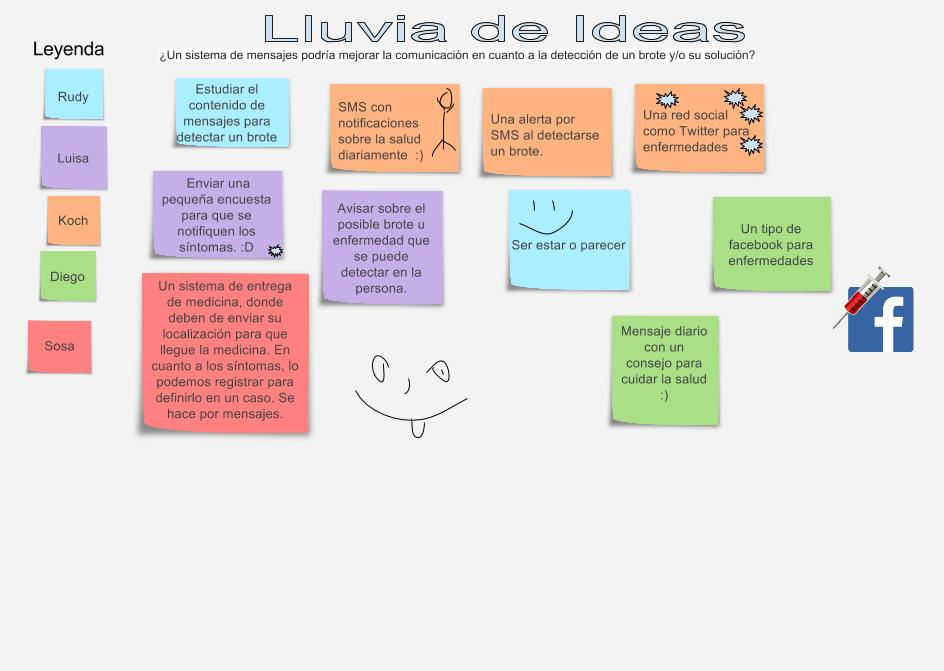 Lluvia de Ideas
¿Un sistema de mensajes podría mejorar la comunicación en cuanto a la detección de un brote y/o su solución?
Leyenda
Rudy
Luisa
Koch
Diego
Sosa
Estudiar el
contenido de
mensajes para
detectar un brote
SMS con
notificaciones
sobre la salud
diariamente :)
Una alerta por
SMS al detectarse
un brote.
Una red social
como Twitter para
enfermedades
Enviar una
pequeña encuesta
para que se
notifiquen los
síntomas. :D
Avisar sobre el
posible brote u
enfermedad que
se puede
detectar en la
persona.
Ser estar o parecer
Un tipo de
facebook para
enfermedades
Un sistema de entrega
de medicina, donde
deben de enviar su
localización para que
llegue la medicina. En
cuanto a los síntomas, lo
podemos registrar para
definirlo en un caso. Se
hace por mensajes.
Mensaje diario
con un
consejo para
cuidar la salud
:)
f